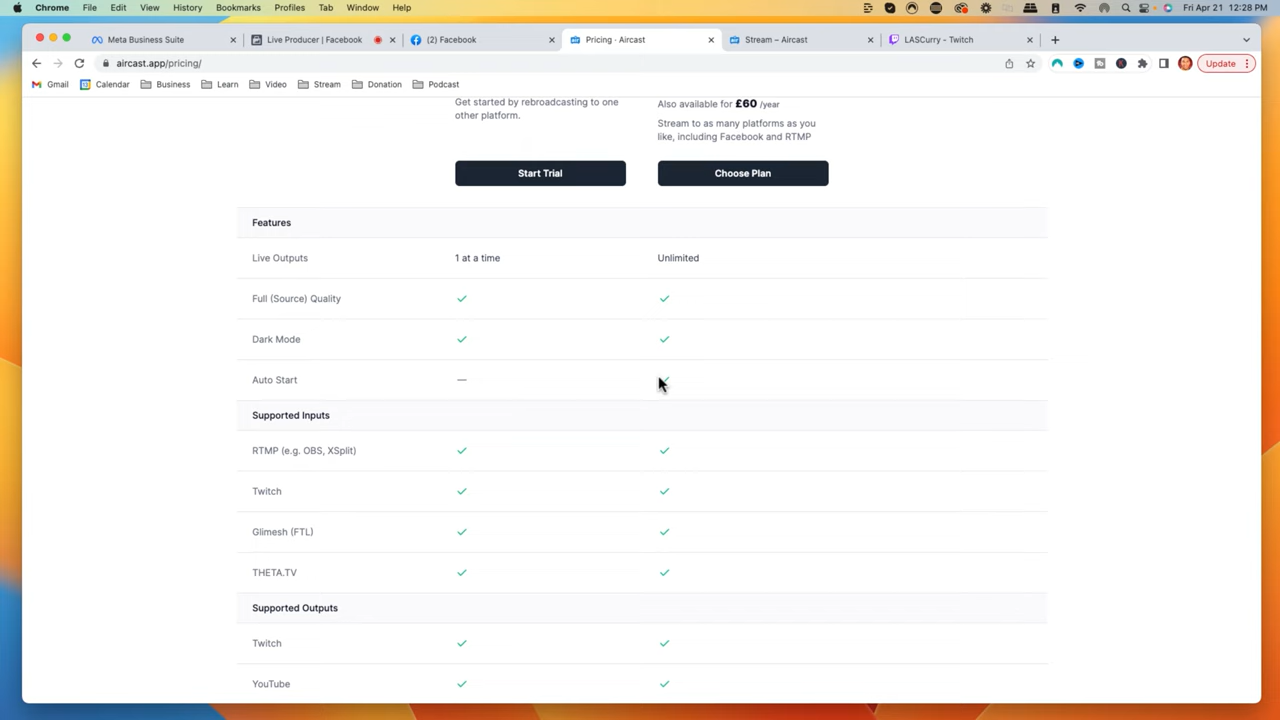 Chrome File Edit View History Bookmarks Profiles Tab Window Help Fri Apr 21 12:28 PM
Meta Business Suite Live Producer | Facebook (2) Facebook Pricing · Aircast Stream – Aircast LASCurry - Twitch
aircast.app/pricing/ Update
Gmail Calendar Business Learn Video Stream Donation Podcast
Get started by rebroadcasting to one
other platform.
Also available for £60 /year
Stream to as many platforms as you
like, including Facebook and RTMP
Start Trial Choose Plan
Features
Live Outputs 1 at a time Unlimited
Full (Source) Quality
Dark Mode
Auto Start —
Supported Inputs
RTMP (e.g. OBS, XSplit)
Twitch
Glimesh (FTL)
THETA.TV
Supported Outputs
Twitch
YouTube